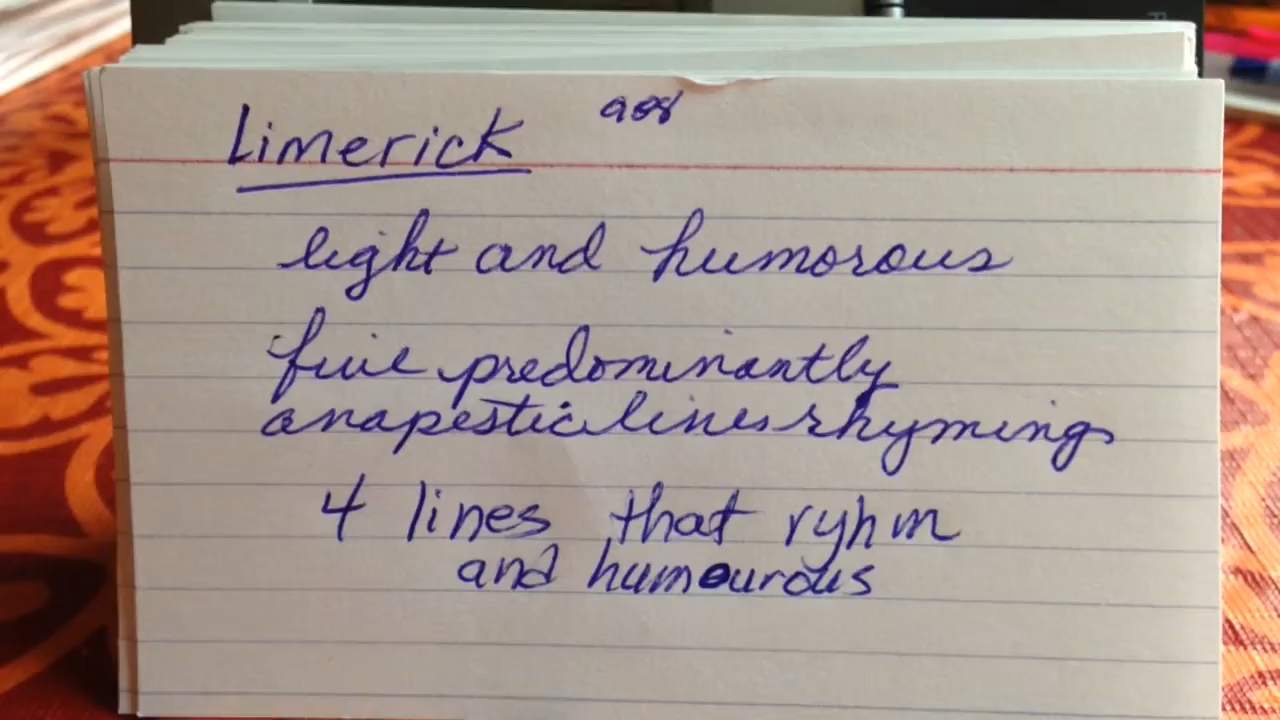 Limerick
light and humorous
five predominantly
anapestic lines rhyming
4 lines that ryhm
and humourous